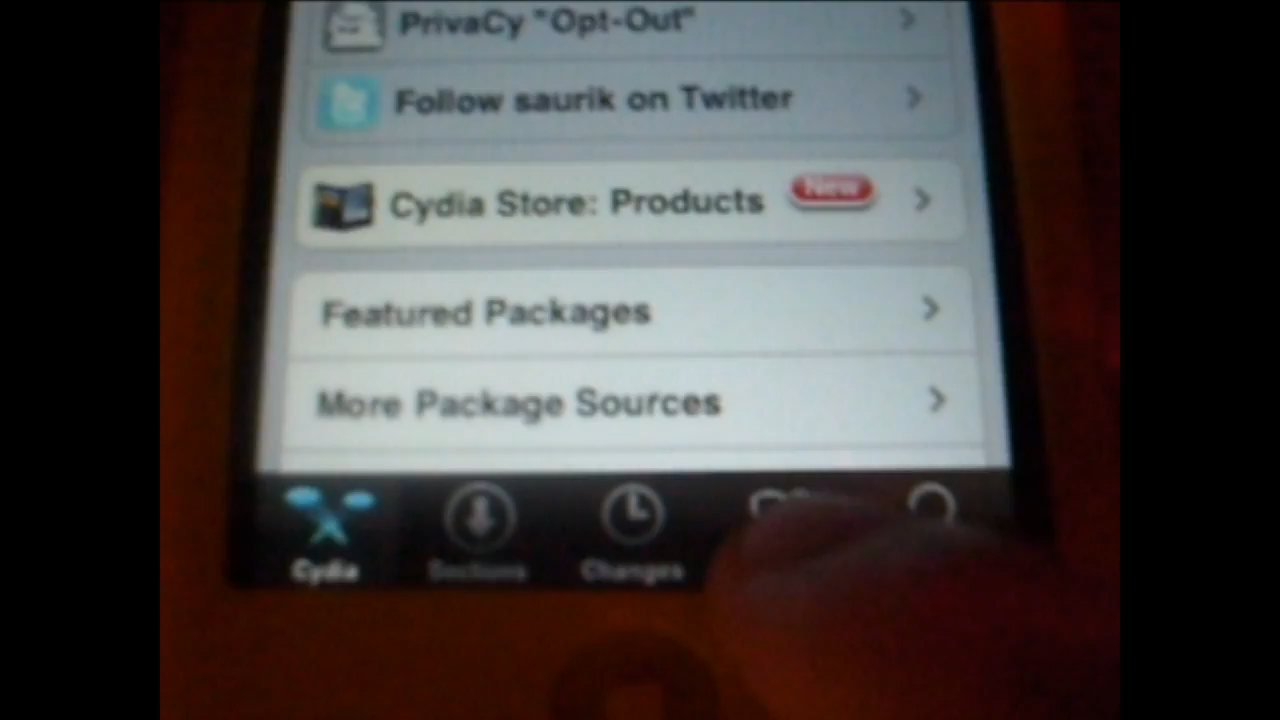 PrivaCy "Opt-Out"
Follow saurik on Twitter
Cydia Store: Products
New
Featured Packages
More Package Sources
Cydia
Sections
Changes